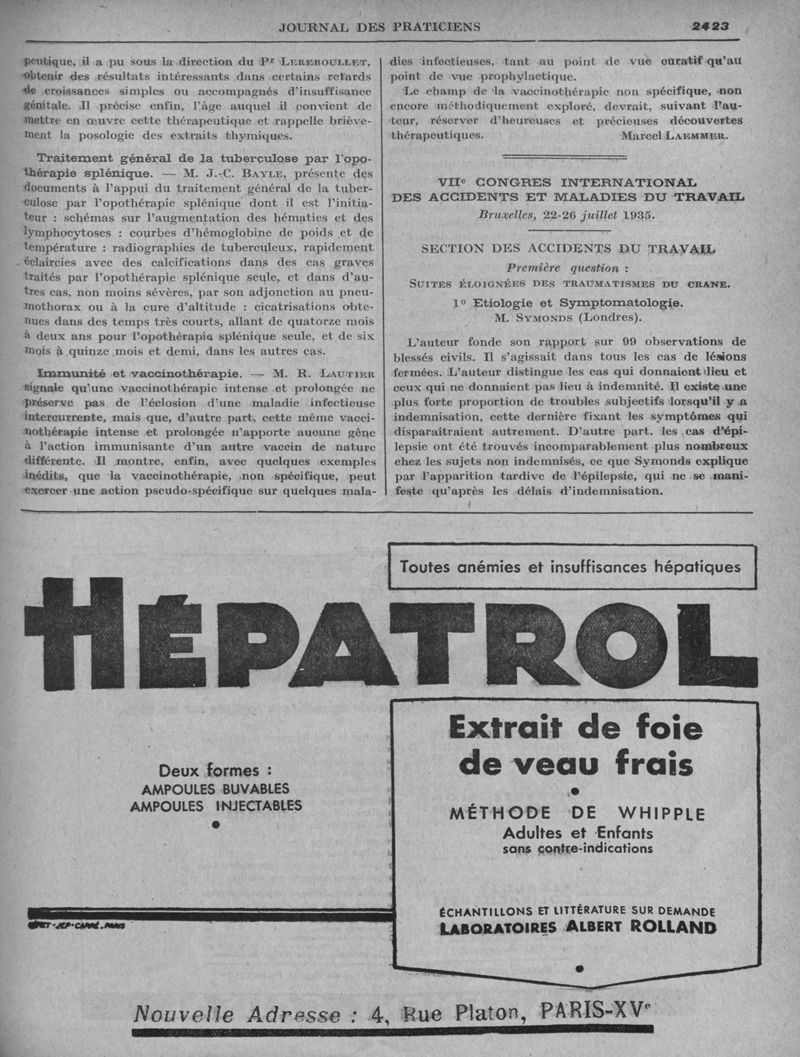 JOURNAL DES PRATICIENS 2423
peutique, il a pu sous la direction du Pr LEREBOULLET,
obtenir des résultats intéressants dans certains retards
de croissances simples ou accompagnés d'insuffisance
génitale. Il précise enfin, l'âge auquel il convient de
mettre en œuvre cette thérapeutique et rappelle briève-
ment la posologie des extraits thymiques.
Traitement général de la tuberculose par l'opo-
thérapie splénique. — M. J.-C. BAYLE, présente des
documents à l'appui du traitement général de la tuber-
culose par l'opothérapie splénique dont il est l'initia-
teur : schémas sur l'augmentation des hématies et des
lymphocytoses : courbes d'hémoglobine de poids et de
température : radiographies de tuberculeux, rapidement
éclaircies avec des calcifications dans des cas graves
traités par l'opothérapie splénique seule, et dans d'au-
tres cas, non moins sévères, par son adjonction au pneu-
mothorax ou à la cure d'altitude : cicatrisations obte-
nues dans des temps très courts, allant de quatorze mois
à deux ans pour l'opothérapia splénique seule, et de six
mois à quinze mois et demi, dans les autres cas.
Immunité et vaccinothérapie. — M. R. LAUTIER
signale qu'une vaccinothérapie intense et prolongée ne
préserve pas de l'éclosion d'une maladie infectieuse
intercurrente, mais que, d'autre part, cette même vacci-
nothérapie intense et prolongée n'apporte aucune gêne
à l'action immunisante d'un autre vaccin de nature
différente. Il montre, enfin, avec quelques exemples
inédits, que la vaccinothérapie, non spécifique, peut
exercer une action pseudo-spécifique sur quelques mala-
dies infectieuses, tant au point de vue curatif qu'au
point de vue prophylactique.
Le champ de la vaccinothérapie non spécifique, non
encore méthodiquement exploré, devrait, suivant l'au-
teur, réserver d'heureuses et précieuses découvertes
thérapeutiques. Marcel LAEMMER.
VIIe CONGRES INTERNATIONAL
DES ACCIDENTS ET MALADIES DU TRAVAIL
Bruxelles, 22-26 juillet 1935.
SECTION DES ACCIDENTS DU TRAVAIL
Première question :
SUITES ÉLOIGNÉES DES TRAUMATISMES DU CRANE.
1o Etiologie et Symptomatologie.
M. SYMONDS (Londres).
L'auteur fonde son rapport sur 99 observations de
blessés civils. Il s'agissait dans tous les cas de lésions
fermées. L'auteur distingue les cas qui donnaient lieu et
ceux qui ne donnaient pas lieu à indemnité. Il existe une
plus forte proportion de troubles subjectifs lorsqu'il y a
indemnisation, cette dernière fixant les symptômes qui
disparaîtraient autrement. D'autre part. les cas d'épi-
lepsie ont été trouvés incomparablement plus nombreux
chez les sujets non indemnisés, ce que Symonds explique
par l'apparition tardive de l'épilepsie, qui ne se mani-
feste qu'après les délais d'indemnisation.
Toutes anémies et insuffisances hépatiques
HÉPATROL
Extrait de foie
de veau frais
Deux formes :
AMPOULES BUVABLES
AMPOULES INJECTABLES
MÉTHODE DE WHIPPLE
Adultes et Enfants
sans contre-indications
ÉCHANTILLONS ET LITTÉRATURE SUR DEMANDE
LABORATOIRES ALBERT ROLLAND
Nouvelle Adresse : 4, Rue Platon, PARIS-XVe